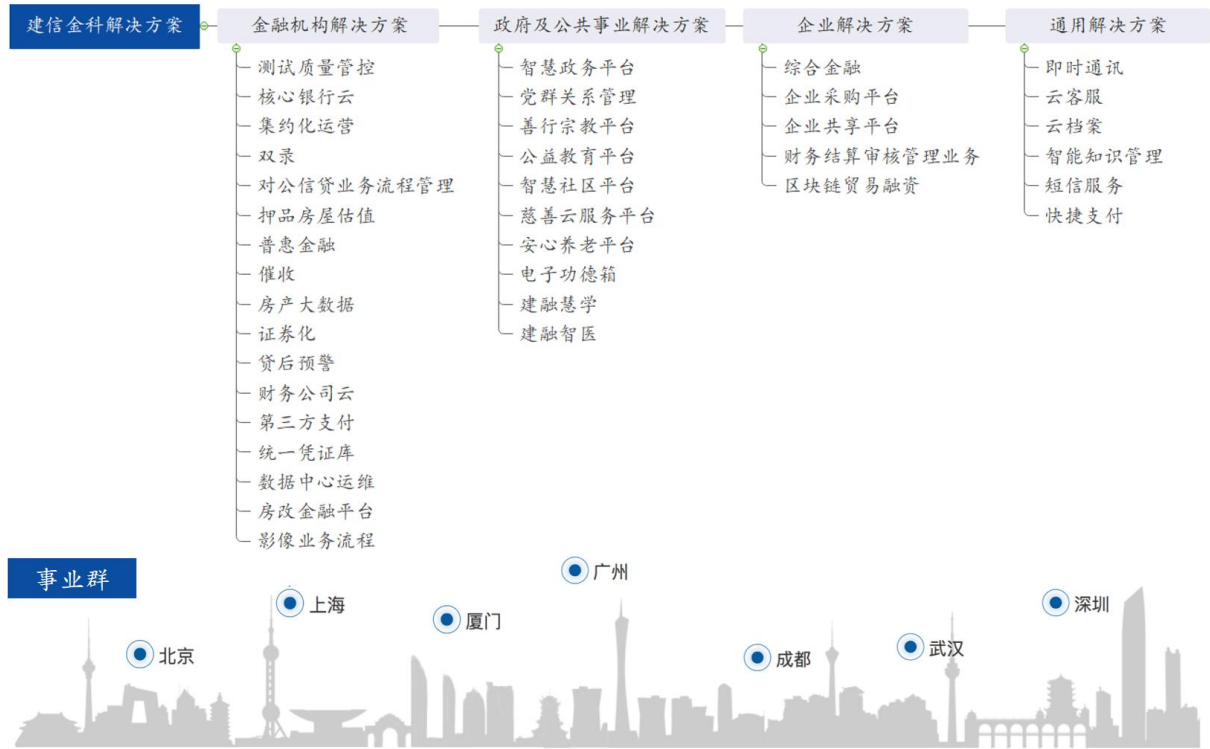 建信金科解决方案
金融机构解决方案
测试质量管控
核心银行云
集约化运营
双录
对公信贷业务流程管理
押品房屋估值
普惠金融
催收
房产大数据
证券化
贷后预警
财务公司云
第三方支付
统一凭证库
数据中心运维
房改金融平台
影像业务流程
政府及公共事业解决方案
智慧政务平台
党群关系管理
善行宗教平台
公益教育平台
智慧社区平台
慈善云服务平台
安心养老平台
电子功德箱
建融慧学
建融智医
企业解决方案
综合金融
企业采购平台
企业共享平台
财务结算审核管理业务
区块链贸易融资
通用解决方案
即时通讯
云客服
云档案
智能知识管理
短信服务
快捷支付
事业群
北京
上海
厦门
广州
成都
武汉
深圳